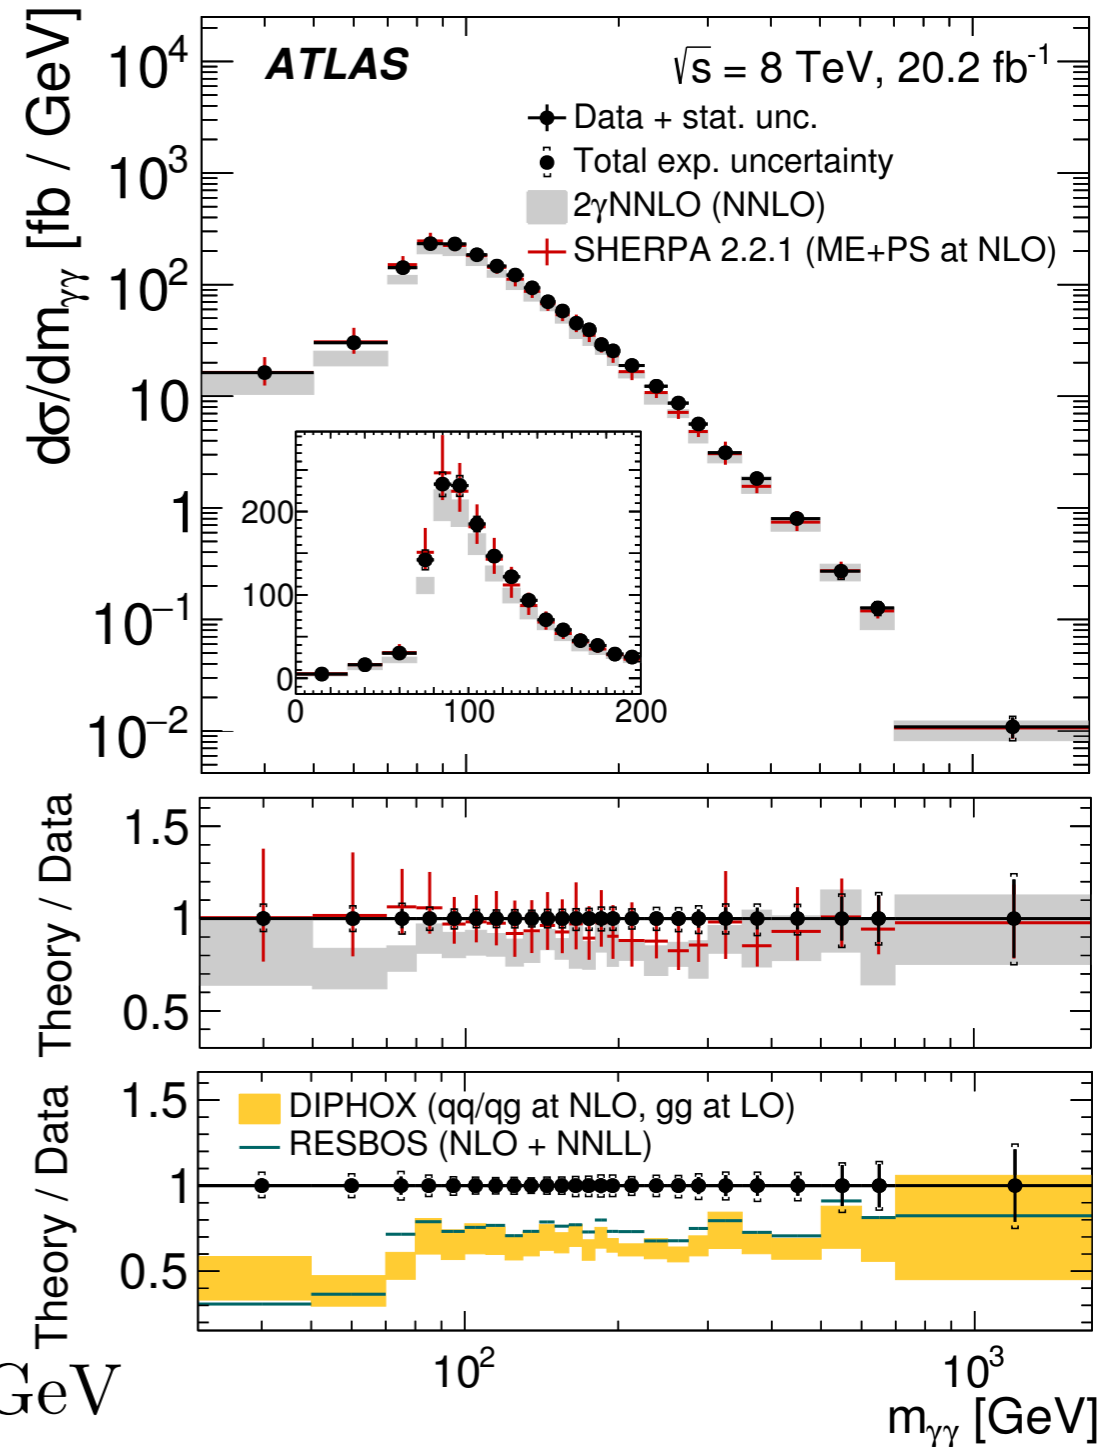 ATLAS
√s = 8 TeV, 20.2 fb⁻¹
Data + stat. unc.
Total exp. uncertainty
2γNNLO (NNLO)
SHERPA 2.2.1 (ME+PS at NLO)
dσ/dm_γγ [fb / GeV]
10⁴
10³
10²
10
1
10⁻¹
10⁻²
200
100
0
0 100 200
Theory / Data
1.5
1
0.5
Theory / Data
1.5
1
0.5
DIPHOX (qq/qg at NLO, gg at LO)
RESBOS (NLO + NNLL)
10² 10³
GeV
m_γγ [GeV]